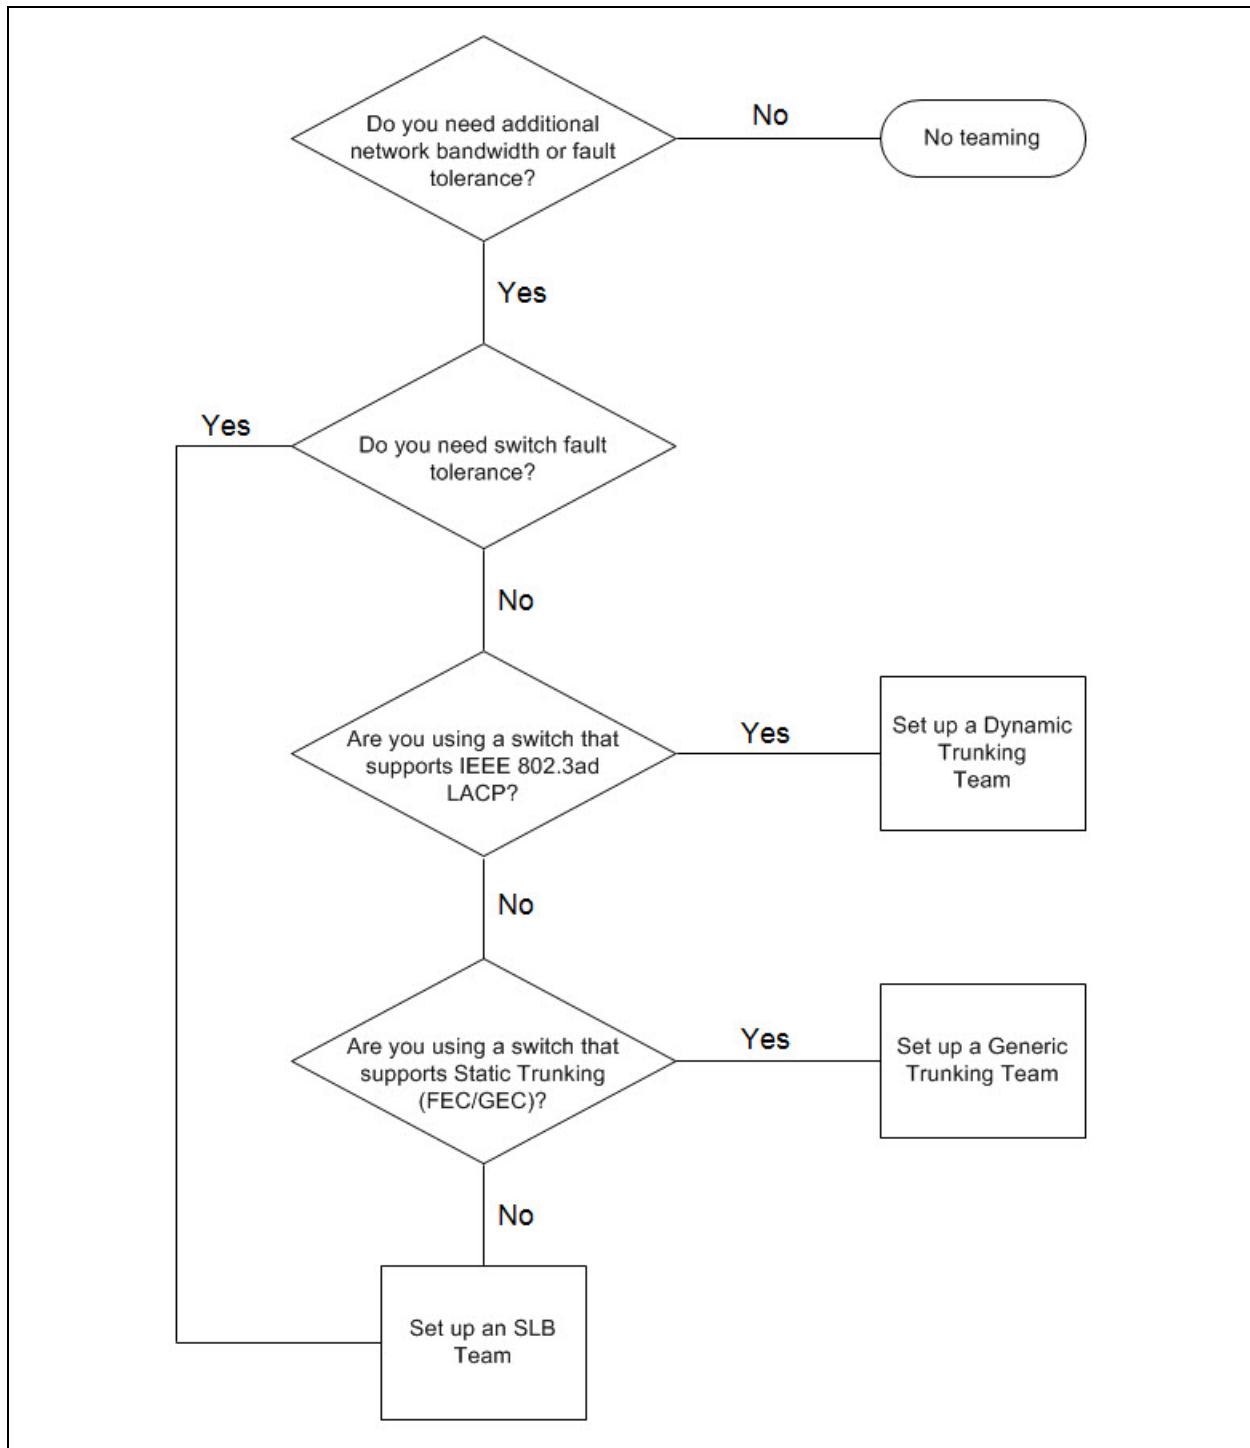 Do you need additional
network bandwidth or fault
tolerance?
No
No teaming
Yes
Yes
Do you need switch fault
tolerance?
No
Are you using a switch that
supports IEEE 802.3ad
LACP?
Yes
Set up a Dynamic
Trunking
Team
No
Are you using a switch that
supports Static Trunking
(FEC/GEC)?
Yes
Set up a Generic
Trunking Team
No
Set up an SLB
Team